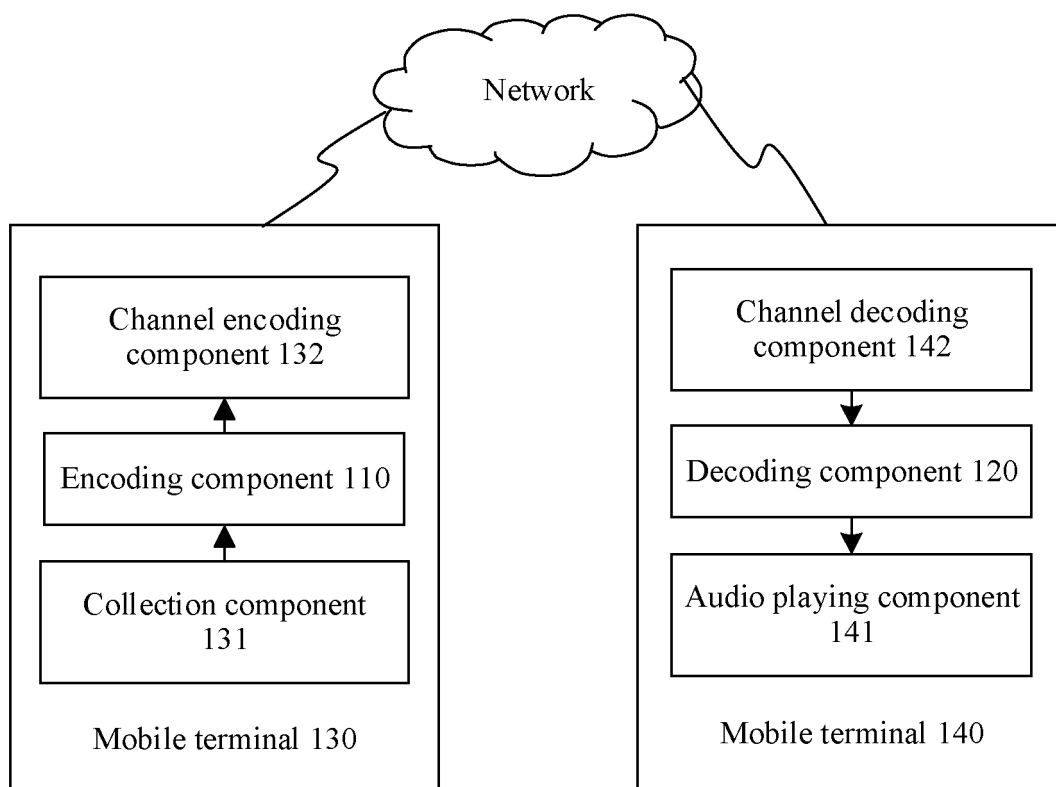 Network
Channel encoding
component 132
Encoding component 110
Collection component
131
Mobile terminal 130
Channel decoding
component 142
Decoding component 120
Audio playing component
141
Mobile terminal 140